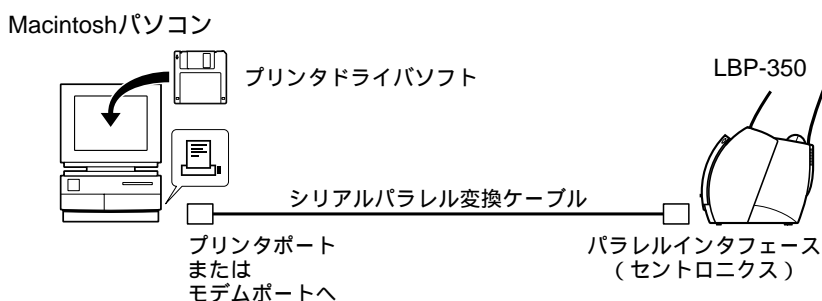 Macintoshパソコン
プリンタドライバソフト
LBP-350
シリアルパラレル変換ケーブル
プリンタポート
または
モデムポートへ
パラレルインタフェース
（セントロニクス）